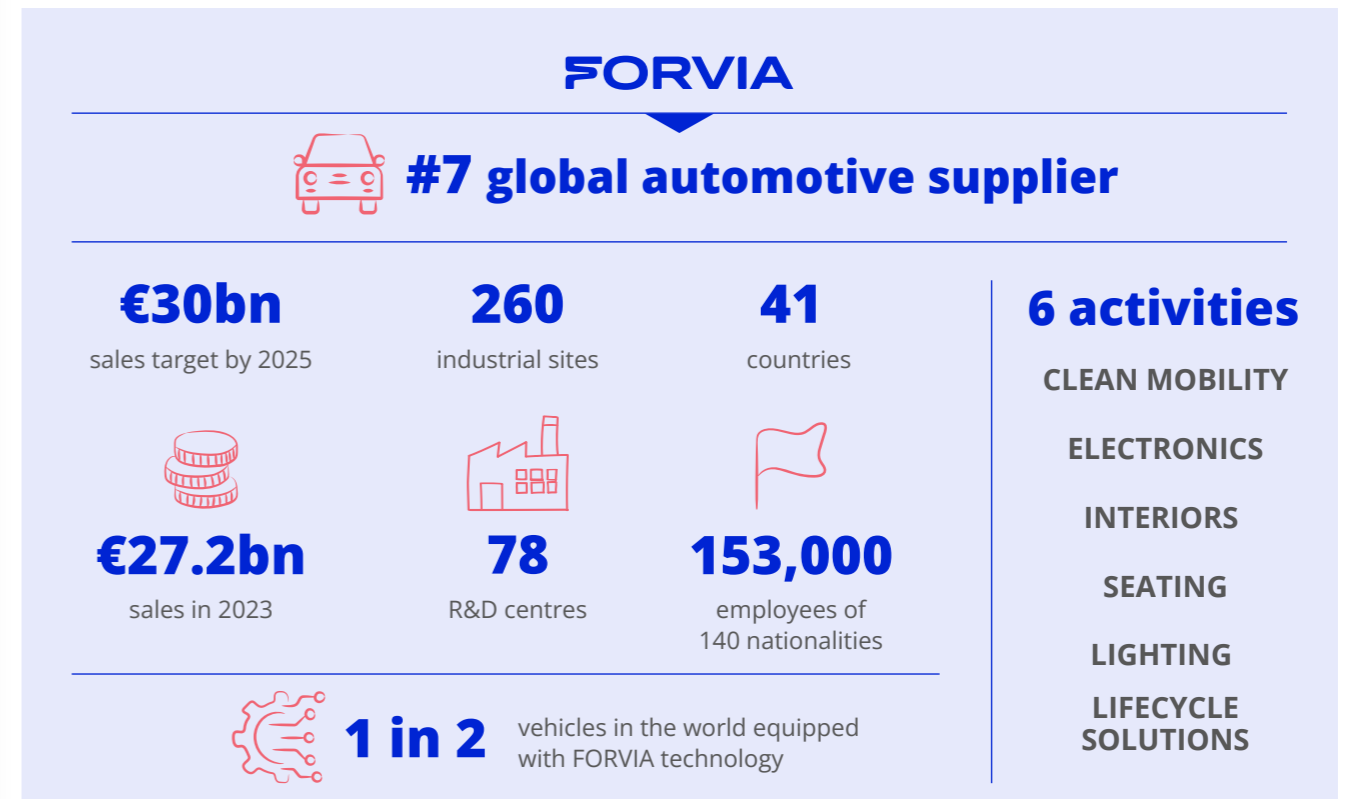 FORVIA
#7 global automotive supplier
€30bn
sales target by 2025
260
industrial sites
41
countries
€27.2bn
sales in 2023
78
R&D centres
153,000
employees of
140 nationalities
1 in 2
vehicles in the world equipped
with FORVIA technology
6 activities
CLEAN MOBILITY
ELECTRONICS
INTERIORS
SEATING
LIGHTING
LIFECYCLE
SOLUTIONS